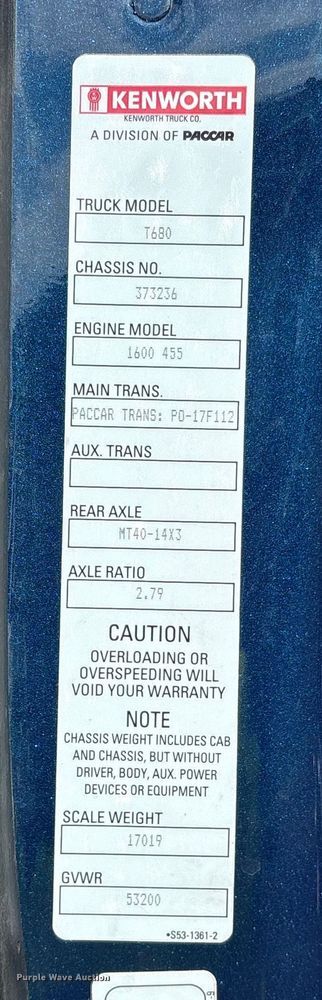 KENWORTH
KENWORTH TRUCK CO.
A DIVISION OF PACCAR
TRUCK MODEL
T680
CHASSIS NO.
373236
ENGINE MODEL
1600 455
MAIN TRANS.
PACCAR TRANS: PO-17F112
AUX. TRANS
REAR AXLE
MT40-14X3
AXLE RATIO
2.79
CAUTION
OVERLOADING OR
OVERSPEEDING WILL
VOID YOUR WARRANTY
NOTE
CHASSIS WEIGHT INCLUDES CAB
AND CHASSIS, BUT WITHOUT
DRIVER, BODY, AUX. POWER
DEVICES OR EQUIPMENT
SCALE WEIGHT
17019
GVWR
53200
•S53-1361-2
Purple Wave Auction